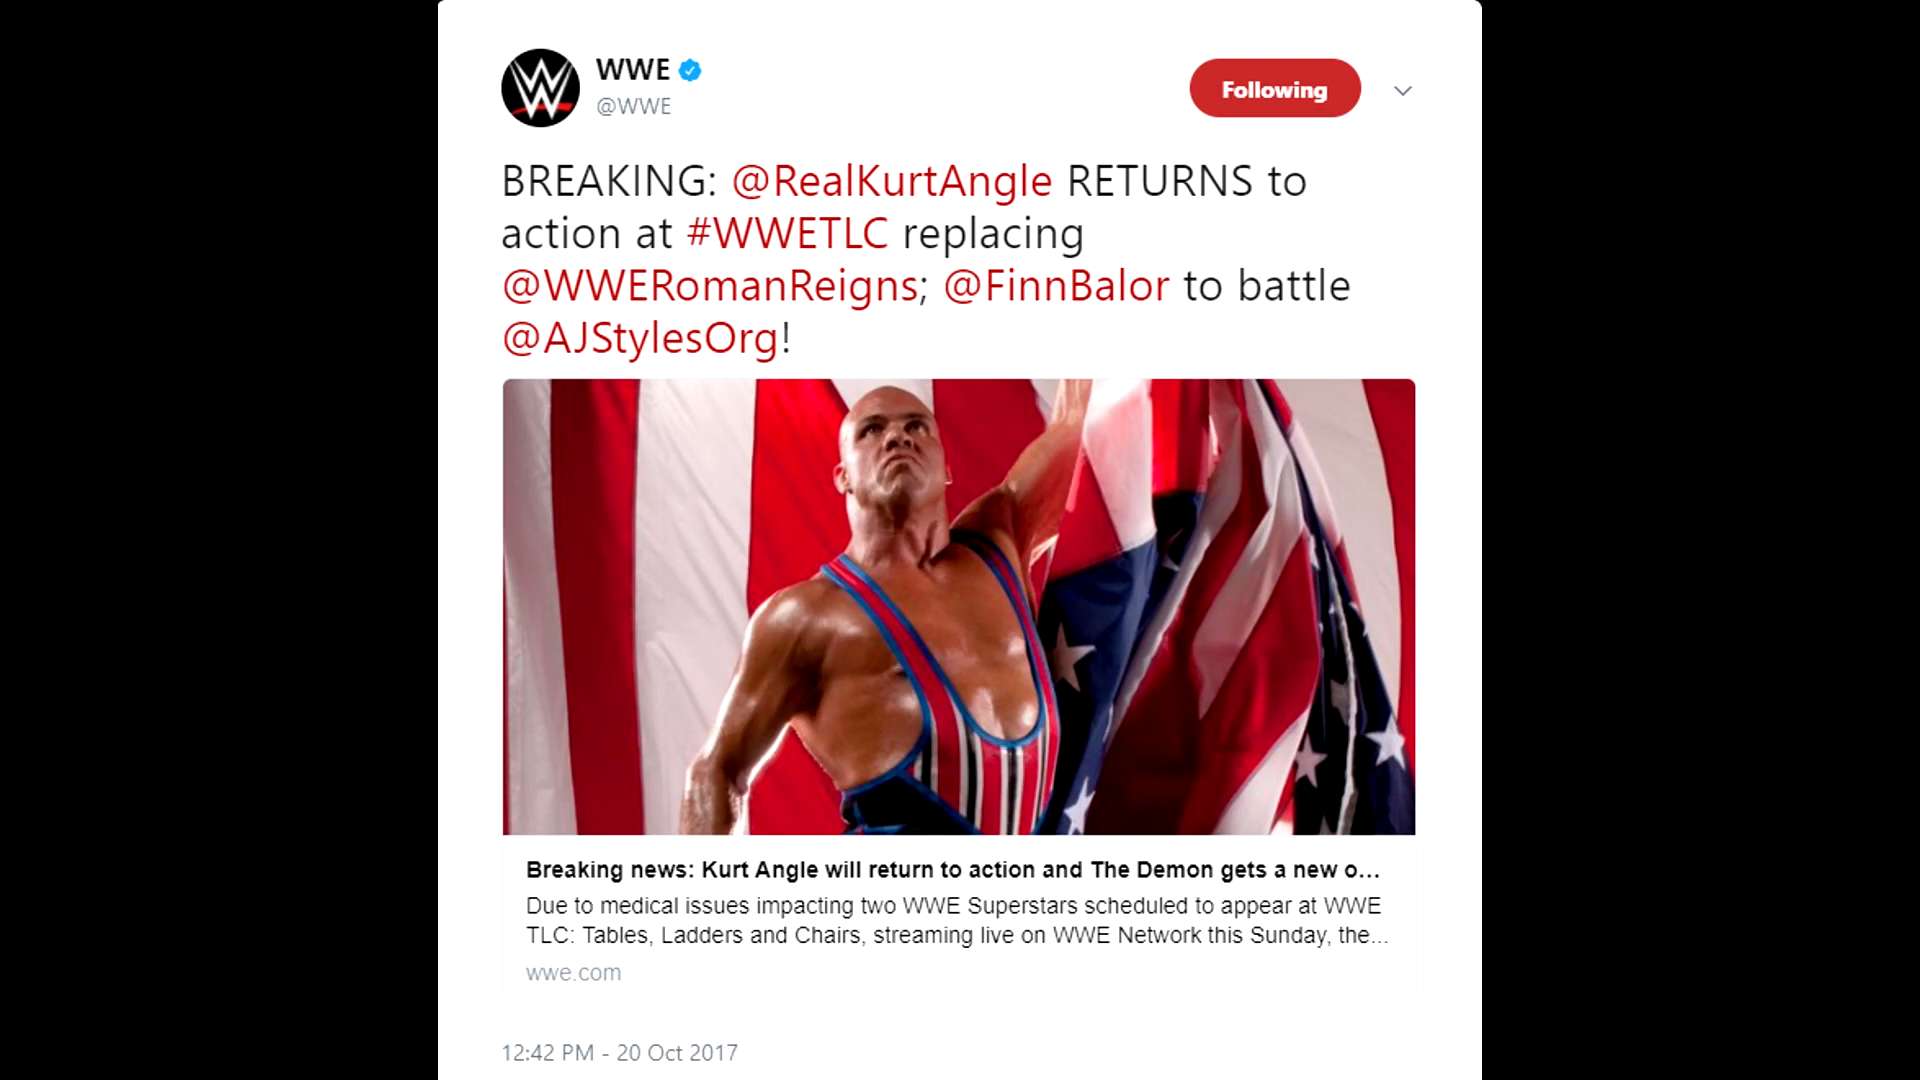 WWE
@WWE
Following
BREAKING: @RealKurtAngle RETURNS to
action at #WWETLC replacing
@WWERomanReigns; @FinnBalor to battle
@AJStylesOrg!
Breaking news: Kurt Angle will return to action and The Demon gets a new o...
Due to medical issues impacting two WWE Superstars scheduled to appear at WWE
TLC: Tables, Ladders and Chairs, streaming live on WWE Network this Sunday, the...
wwe.com
12:42 PM - 20 Oct 2017